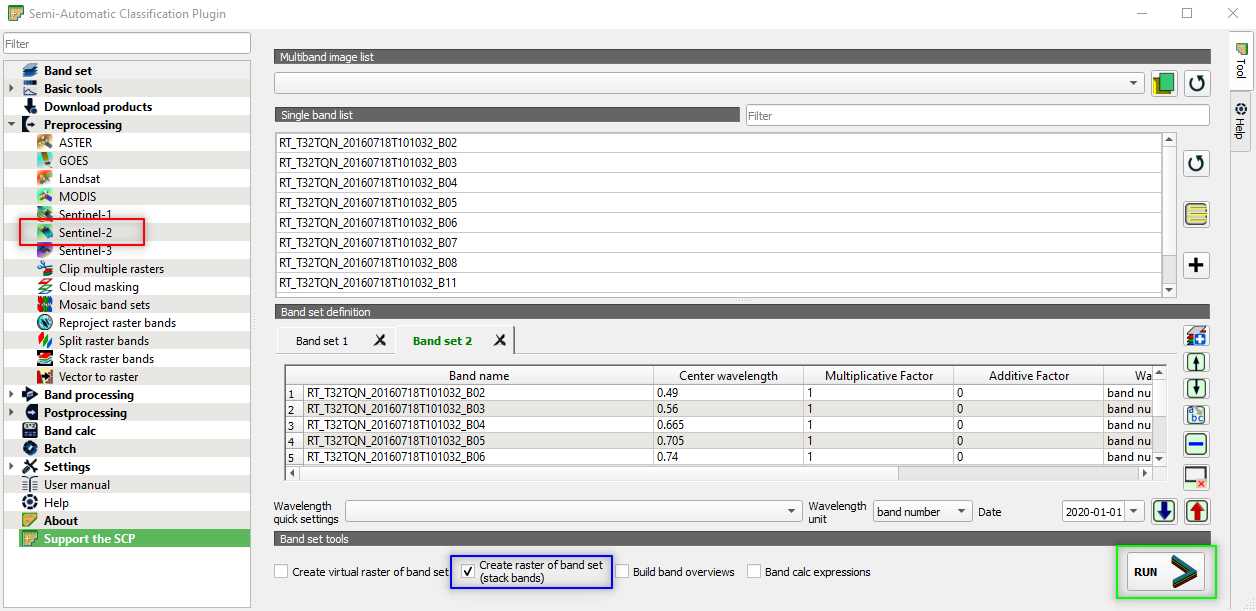 Semi-Automatic Classification Plugin
Filter
Band set
Basic tools
Download products
Preprocessing
ASTER
GOES
Landsat
MODIS
Sentinel-1
Sentinel-2
Sentinel-3
Clip multiple rasters
Cloud masking
Mosaic band sets
Reproject raster bands
Split raster bands
Stack raster bands
Vector to raster
Band processing
Postprocessing
Band calc
Batch
Settings
User manual
Help
About
Support the SCP
Multiband image list
Single band list
Filter
RT_T32TQN_20160718T101032_B02
RT_T32TQN_20160718T101032_B03
RT_T32TQN_20160718T101032_B04
RT_T32TQN_20160718T101032_B05
RT_T32TQN_20160718T101032_B06
RT_T32TQN_20160718T101032_B07
RT_T32TQN_20160718T101032_B08
RT_T32TQN_20160718T101032_B11
Band set definition
Band set 1 Band set 2
Band name Center wavelength Multiplicative Factor Additive Factor Wa
1 RT_T32TQN_20160718T101032_B02 0.49 1 0 band nu
2 RT_T32TQN_20160718T101032_B03 0.56 1 0 band nu
3 RT_T32TQN_20160718T101032_B04 0.665 1 0 band nu
4 RT_T32TQN_20160718T101032_B05 0.705 1 0 band nu
5 RT_T32TQN_20160718T101032_B06 0.74 1 0 band nu
a
bc
Wavelength
quick settings
Wavelength
unit
band number
Date
2020-01-01
Band set tools
Create virtual raster of band set
Create raster of band set
(stack bands)
Build band overviews
Band calc expressions
RUN
Tool
Help